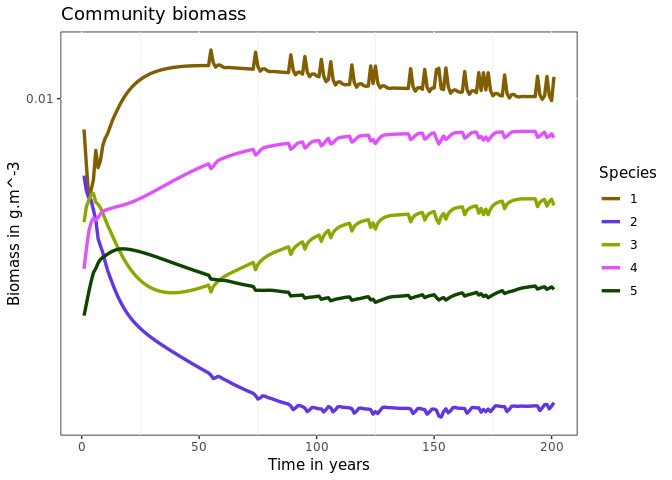 Community biomass
Biomass in g.m^-3
0.01
0 50 100 150 200
Time in years
Species
1
2
3
4
5